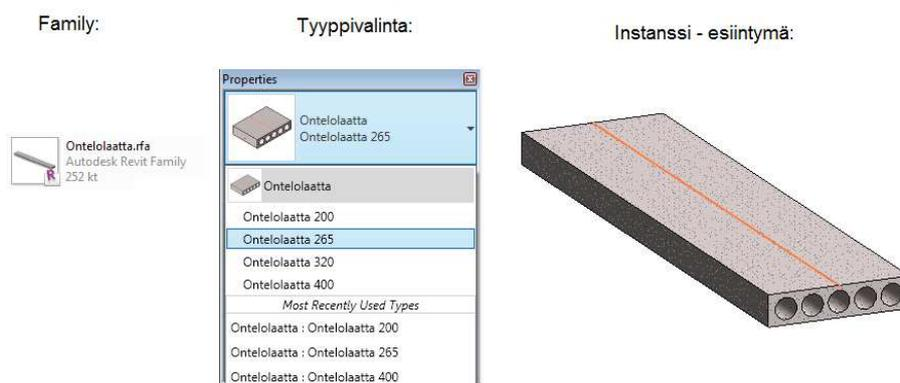 Family:
Tyyppivalinta:
Instanssi - esiintymä:
Ontelolaatta.rfa
Autodesk Revit Family
252 kt
R
Properties
Ontelolaatta
Ontelolaatta 265
Ontelolaatta
Ontelolaatta 200
Ontelolaatta 265
Ontelolaatta 320
Ontelolaatta 400
Most Recently Used Types
Ontelolaatta : Ontelolaatta 200
Ontelolaatta : Ontelolaatta 265
Ontelolaatta : Ontelolaatta 400